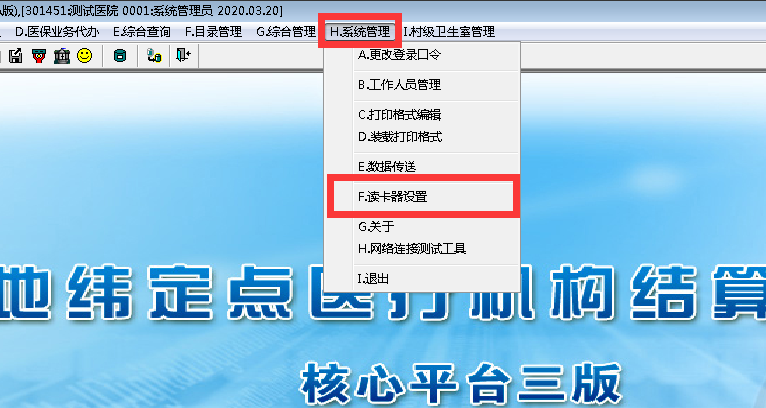 版),[301451:测试医院 0001:系统管理员 2020.03.20]
D.医保业务代办 E.综合查询 F.目录管理 G.综合管理 H.系统管理 I.村级卫生室管理
A.更改登录口令
B.工作人员管理
C.打印格式编辑
D.装载打印格式
E.数据传送
F.读卡器设置
G.关于
H.网络连接测试工具
I.退出
地纬定点医疗机构结算
核心平台三版